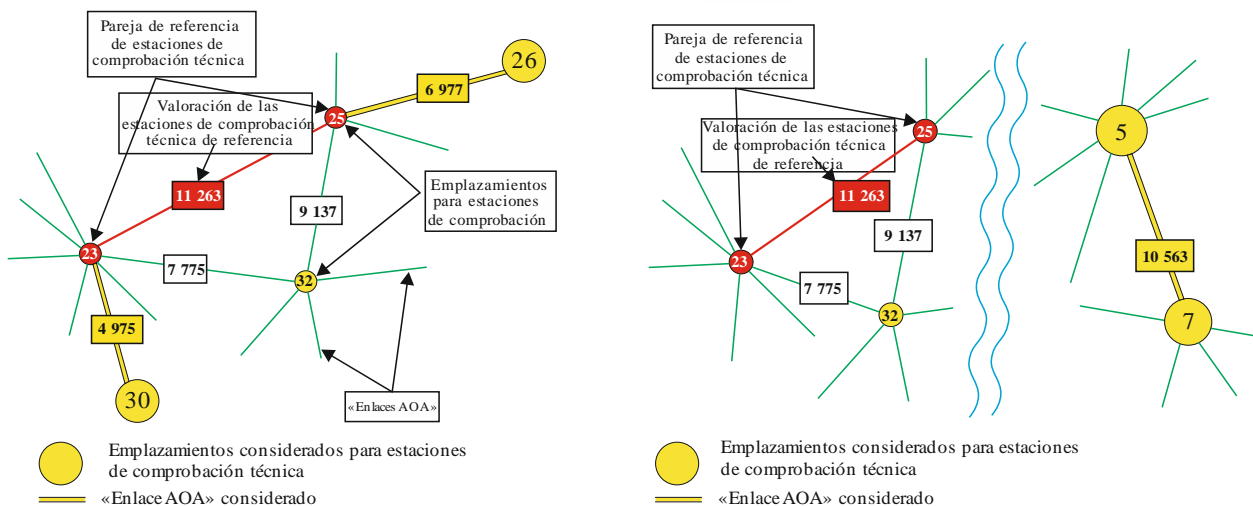 Pareja de referencia
de estaciones de
comprobación técnica
26
6 977
Valoración de las
estaciones de comprobación
técnica de referencia
25
11 263
Emplazamientos
para estaciones
de comprobación
9 137
23
7 775
32
4 975
30
«Enlaces AOA»
Emplazamientos considerados para estaciones
de comprobación técnica
«Enlace AOA» considerado
Pareja de referencia
de estaciones de
comprobación técnica
25
5
Valoración de las estaciones
de comprobación técnica
de referencia
11 263
9 137
23
10 563
7 775
32
7
Emplazamientos considerados para estaciones
de comprobación técnica
«Enlace AOA» considerado